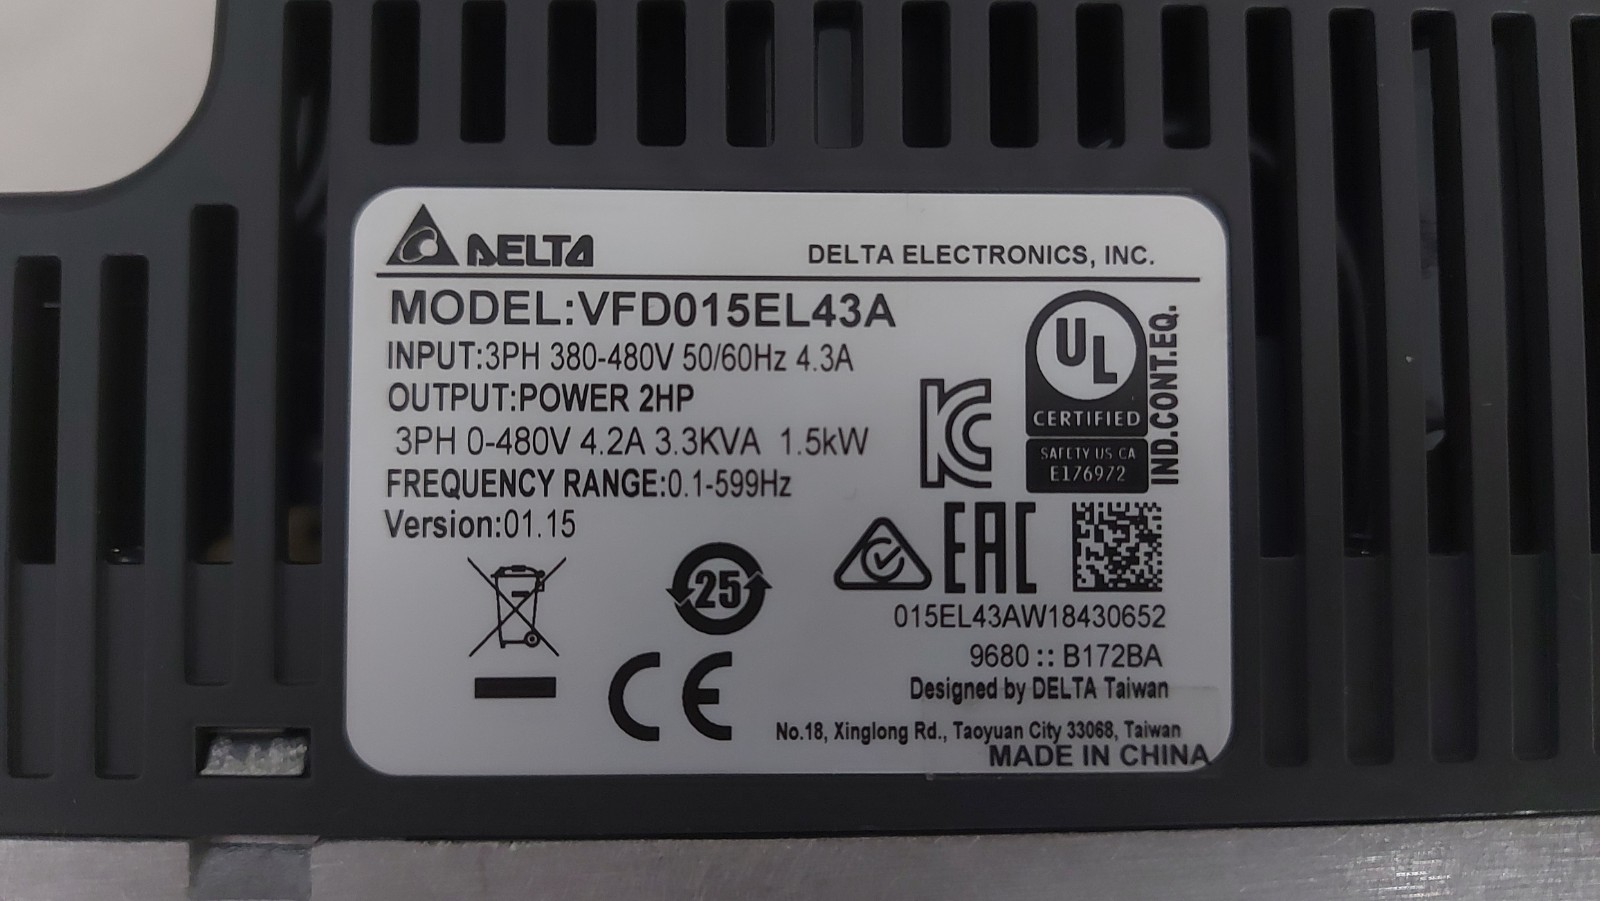 DELTA
DELTA ELECTRONICS, INC.
MODEL:VFD015EL43A
INPUT:3PH 380-480V 50/60Hz 4.3A
OUTPUT:POWER 2HP
3PH 0-480V 4.2A 3.3KVA 1.5kW
FREQUENCY RANGE:0.1-599Hz
Version:01.15
UL
CERTIFIED
SAFETY US CA
E176972
IND.CONT.EQ.
KC
EAC
25
CE
015EL43AW18430652
9680 :: B172BA
Designed by DELTA Taiwan
No.18, Xinglong Rd., Taoyuan City 33068, Taiwan
MADE IN CHINA